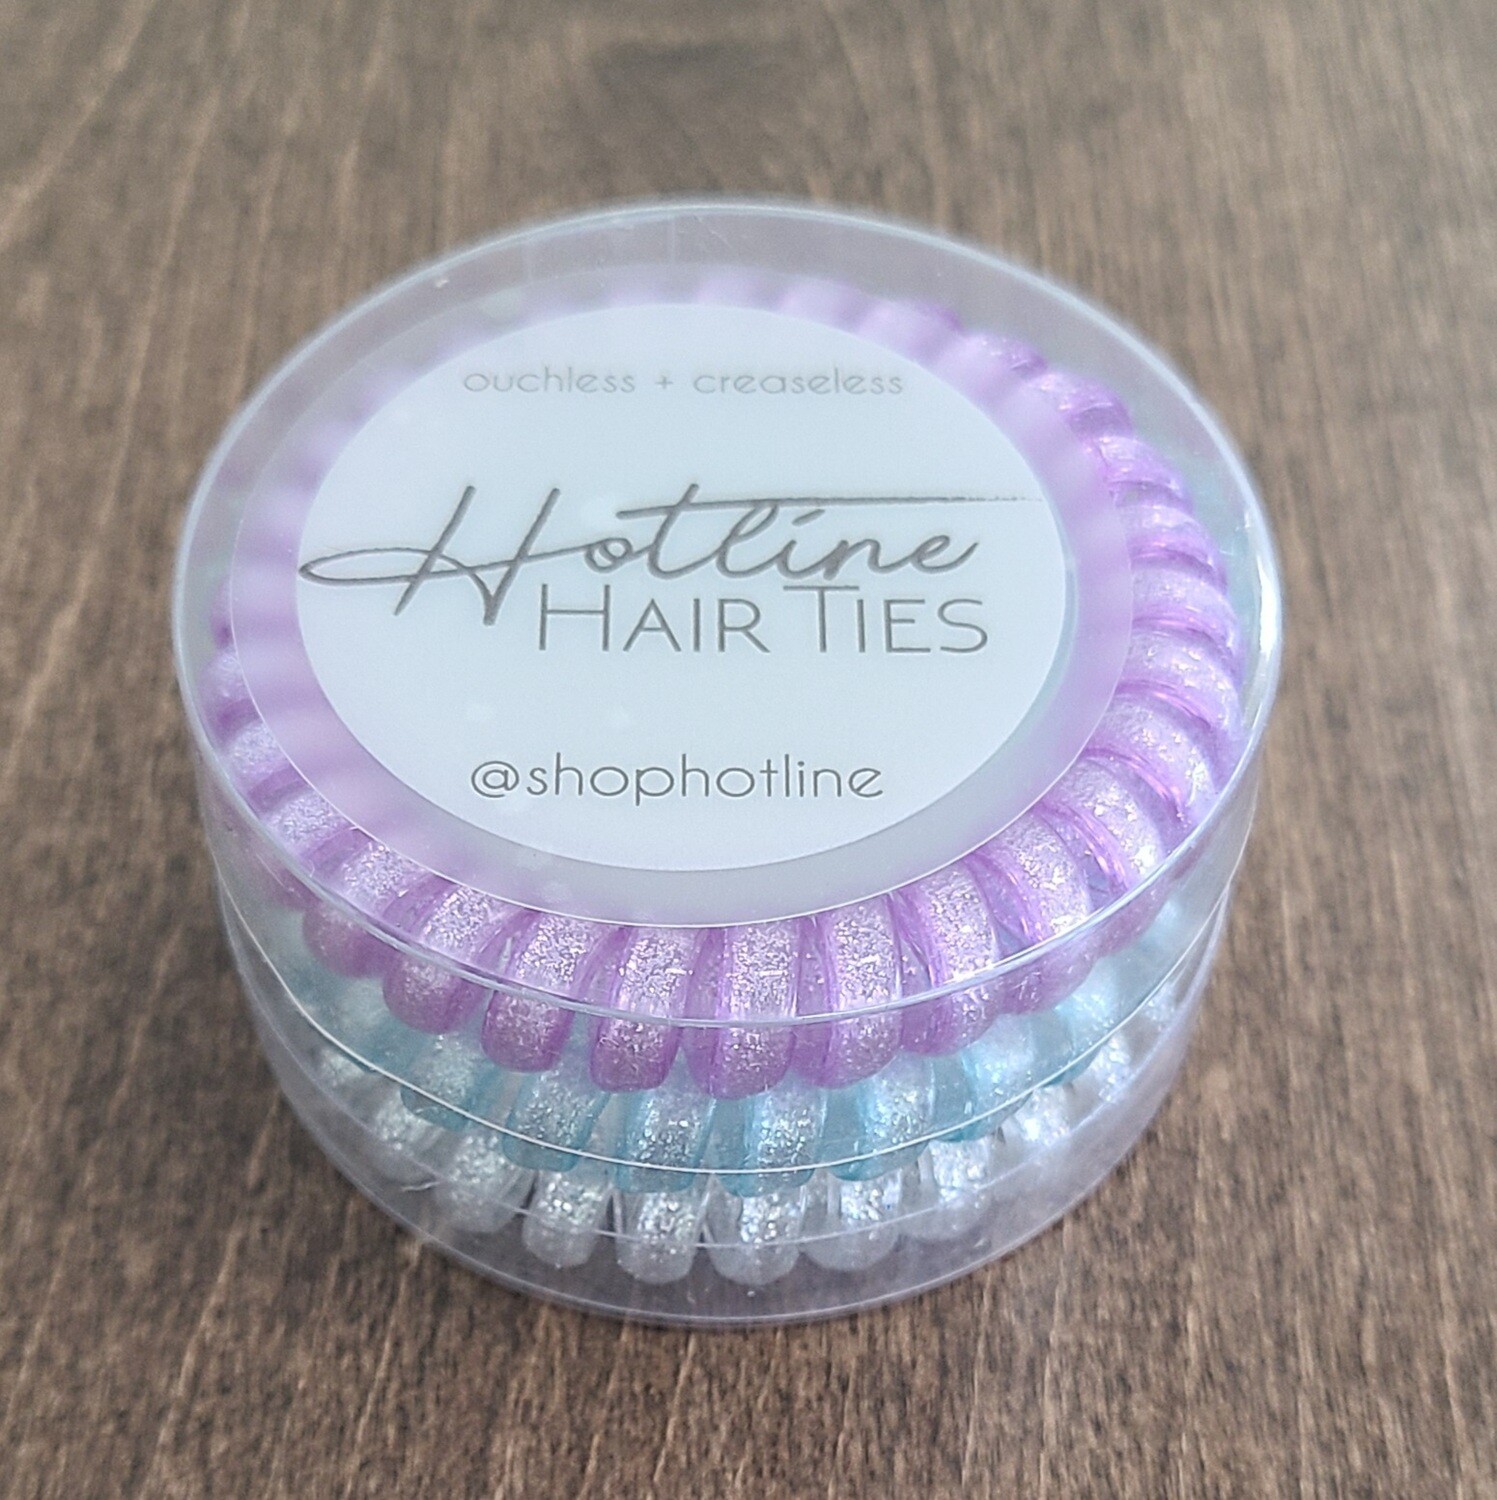 ouchless + creaseless
Hotline
HAIR TIES
@shophotline